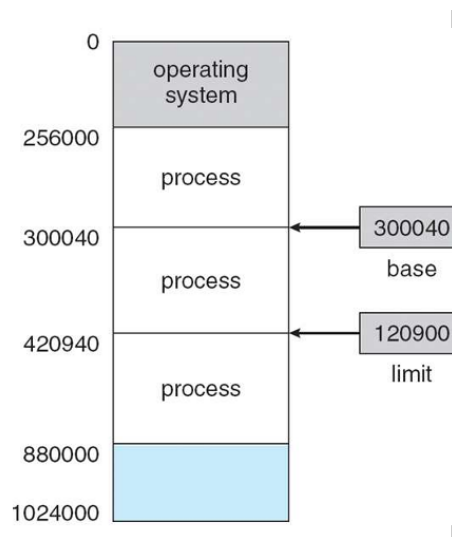 0
operating
system
256000
process
300040
300040
base
process
420940
120900
limit
process
880000
1024000